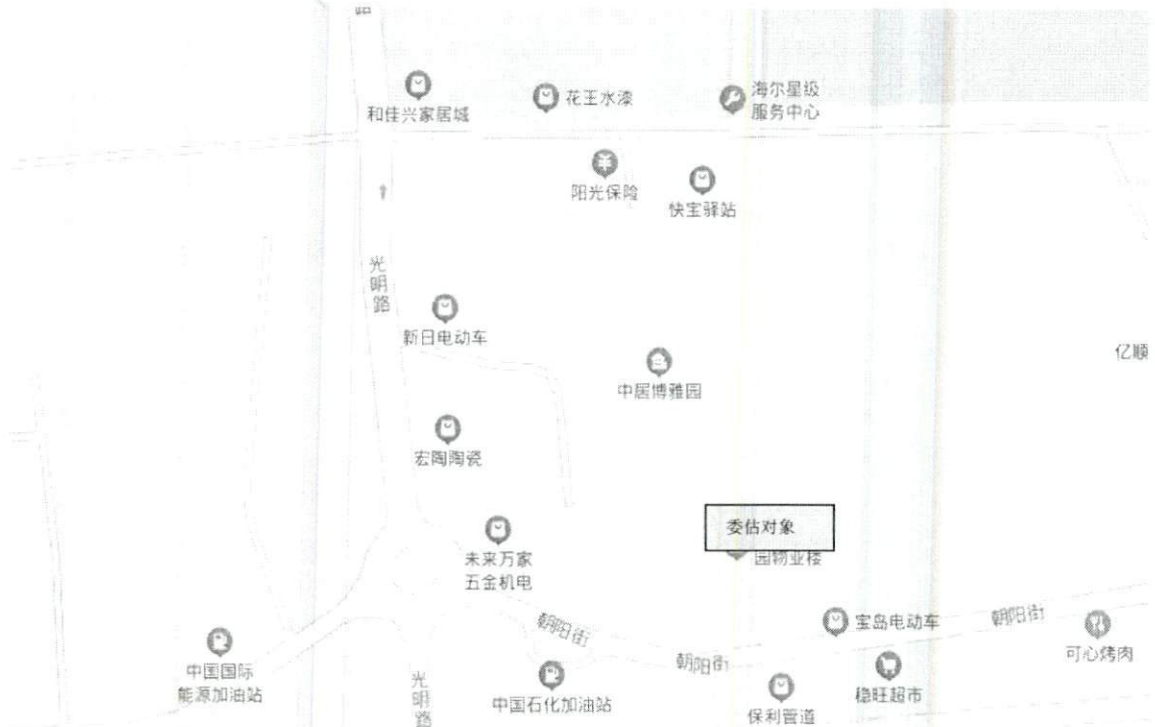 路
海尔星级
服务中心
花王水漆
和佳兴家居城
阳光保险
快宝驿站
光明路
新日电动车
亿顺
中居博雅园
宏陶陶瓷
委估对象
园物业楼
未来万家
五金机电
朝阳街
宝岛电动车
朝阳街
可心烤肉
朝阳街
中国国际
能源加油站
光明路
中国石化加油站
稳旺超市
保利管道